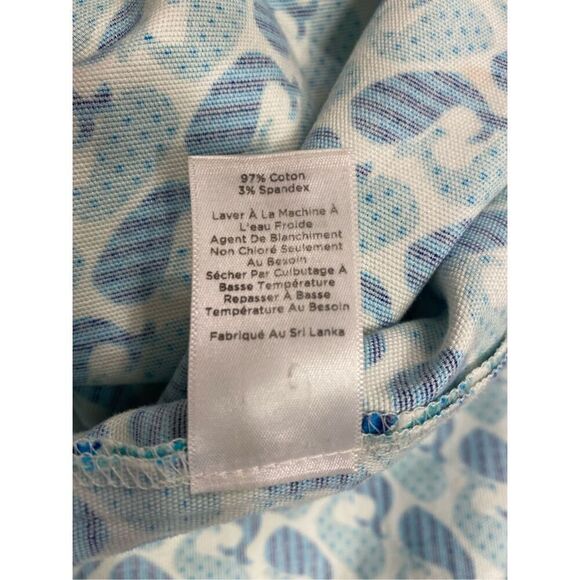 97% Coton
3% Spandex
Laver À La Machine À
L'eau Froide
Agent De Blanchiment
Non Chloré Seulement
Au Besoin
Sécher Par Culbutage À
Basse Température
Repasser À Basse
Température Au Besoin
Fabriqué Au Sri Lanka